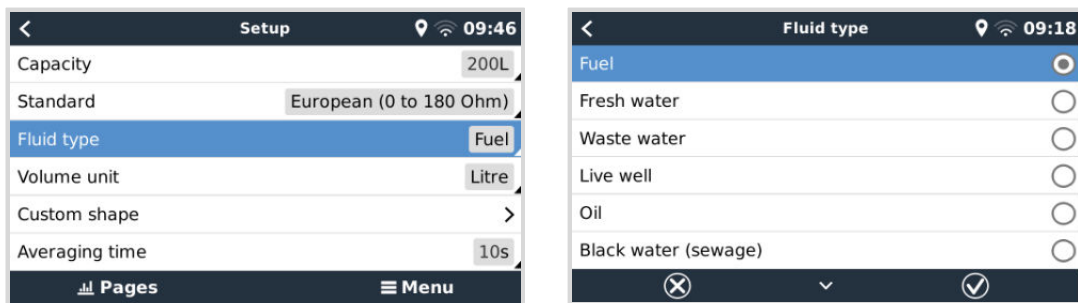 Setup 09:46
Capacity 200L
Standard European (0 to 180 Ohm)
Fluid type Fuel
Volume unit Litre
Custom shape
Averaging time 10s
Pages Menu
Fluid type 09:18
Fuel
Fresh water
Waste water
Live well
Oil
Black water (sewage)